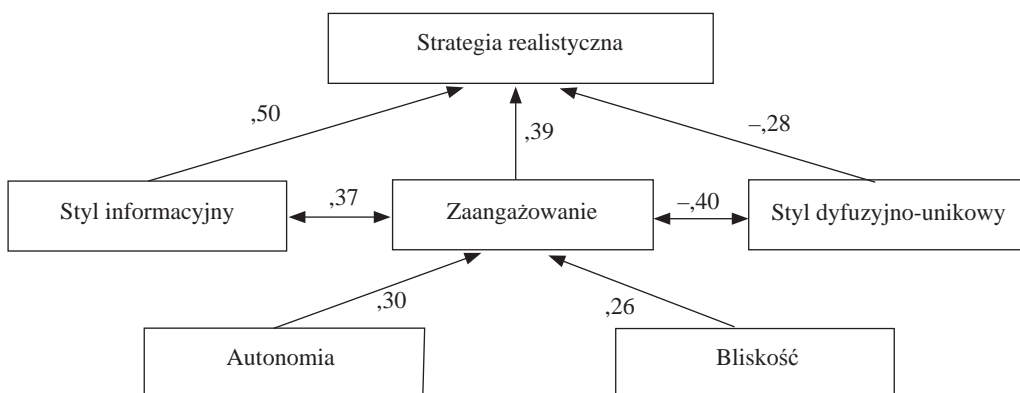 Strategia realistyczna
,50
,39
–,28
Styl informacyjny
,37
Zaangażowanie
–,40
Styl dyfuzyjno-unikowy
,30
,26
Autonomia
Bliskość